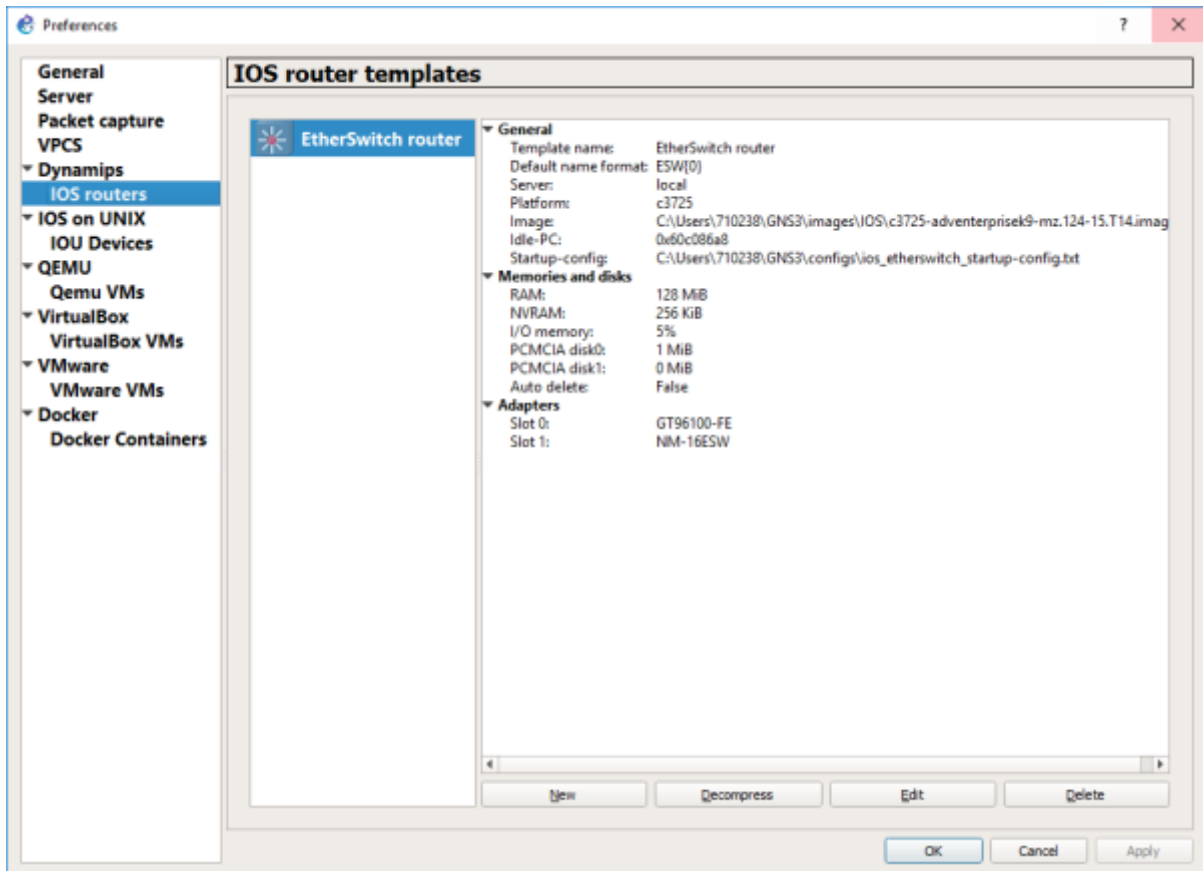 Preferences
?
General
Server
Packet capture
VPCS
Dynamips
IOS routers
IOS on UNIX
IOU Devices
QEMU
Qemu VMs
VirtualBox
VirtualBox VMs
VMware
VMware VMs
Docker
Docker Containers
IOS router templates
EtherSwitch router
General
Template name: EtherSwitch router
Default name format: ESW{0}
Server: local
Platform: c3725
Image: C:\Users\710238\GNS3\images\IOS\c3725-adventerprisek9-mz.124-15.T14.imag
Idle-PC: 0x60c086a8
Startup-config: C:\Users\710238\GNS3\configs\ios_etherswitch_startup-config.txt
Memories and disks
RAM: 128 MiB
NVRAM: 256 KiB
I/O memory: 5%
PCMCIA disk0: 1 MiB
PCMCIA disk1: 0 MiB
Auto delete: False
Adapters
Slot 0: GT96100-FE
Slot 1: NM-16ESW
New Decompress Edit Delete
OK Cancel Apply